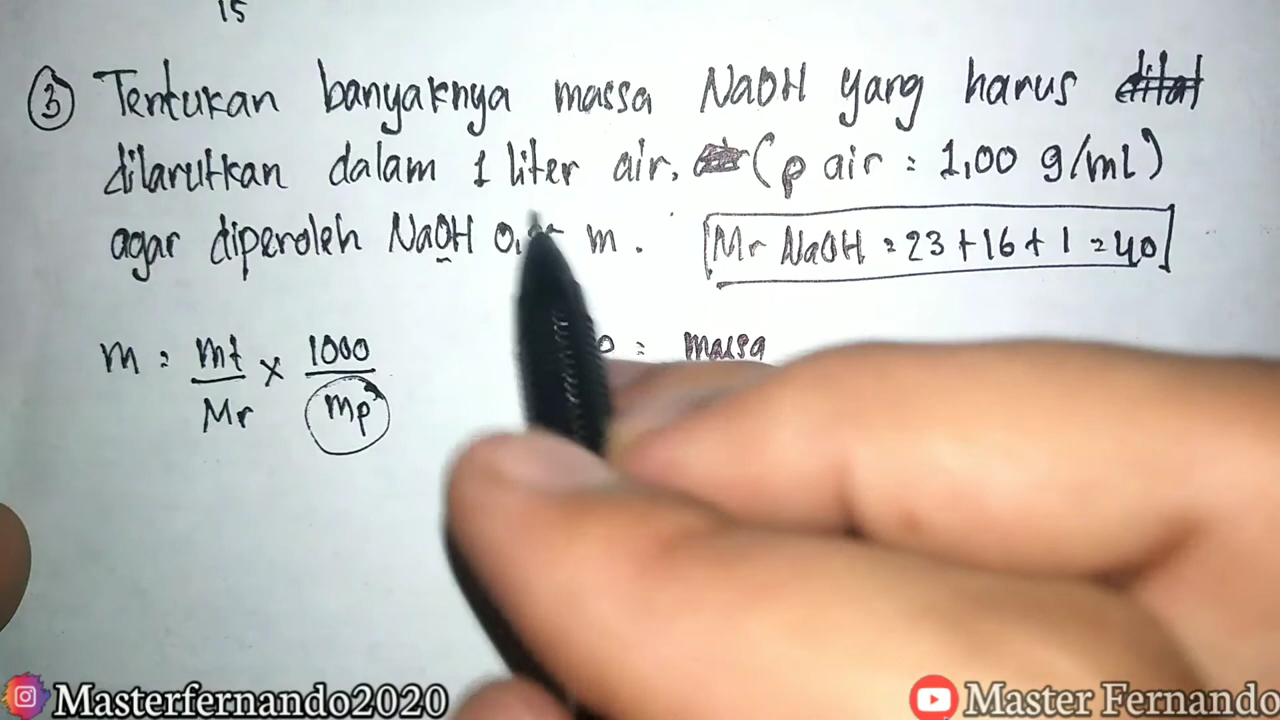 15
③ Tentukan banyaknya massa NaOH yang harus
dilarutkan dalam 1 liter air. (ρ air = 1,00 g/ml)
agar diperoleh NaOH m. [Mr NaOH = 23 + 16 + 1 = 40]
m = mt/Mr x 1000/mp
= massa
Masterfernando2020
Master Fernando